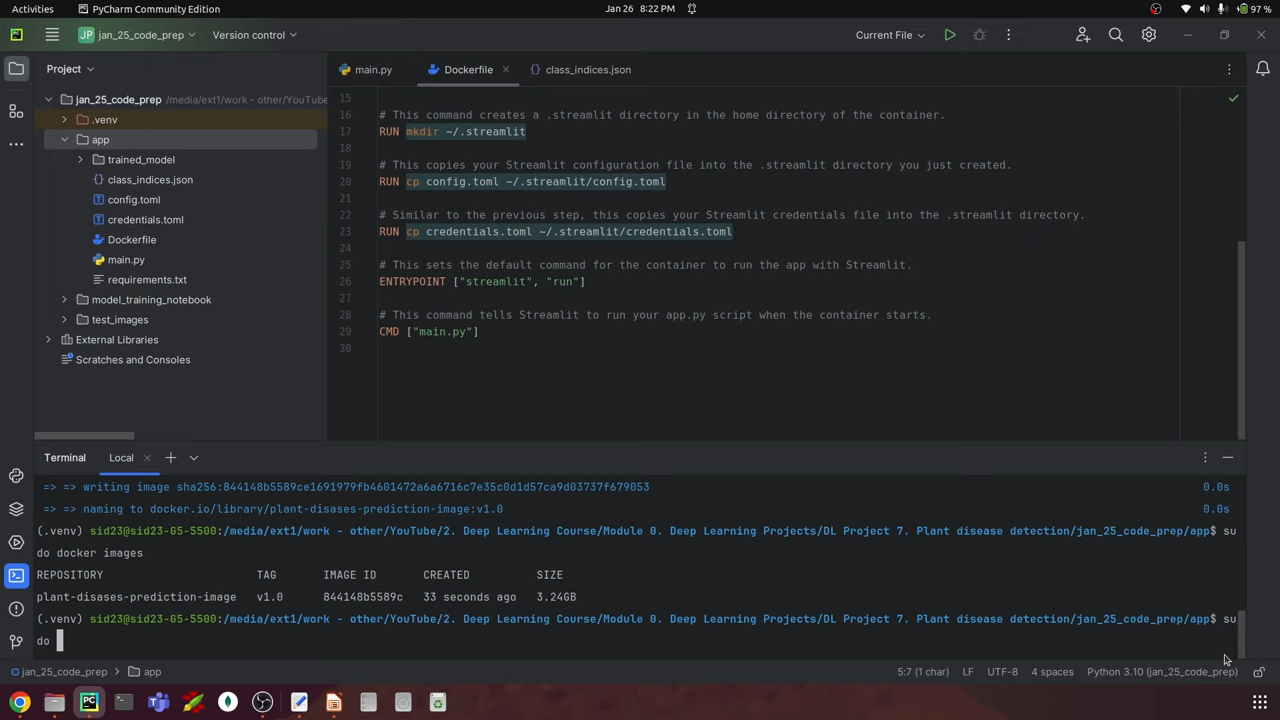 Activities
PyCharm Community Edition
Jan 26 8:22 PM
97 %
JP jan_25_code_prep
Version control
Current File
Project
main.py
Dockerfile
class_indices.json
jan_25_code_prep /media/ext1/work - other/YouTube
.venv
app
trained_model
class_indices.json
config.toml
credentials.toml
Dockerfile
main.py
requirements.txt
model_training_notebook
test_images
External Libraries
Scratches and Consoles
15
16 # This command creates a .streamlit directory in the home directory of the container.
17 RUN mkdir ~/.streamlit
18
19 # This copies your Streamlit configuration file into the .streamlit directory you just created.
20 RUN cp config.toml ~/.streamlit/config.toml
21
22 # Similar to the previous step, this copies your Streamlit credentials file into the .streamlit directory.
23 RUN cp credentials.toml ~/.streamlit/credentials.toml
24
25 # This sets the default command for the container to run the app with Streamlit.
26 ENTRYPOINT ["streamlit", "run"]
27
28 # This command tells Streamlit to run your app.py script when the container starts.
29 CMD ["main.py"]
30
Terminal
Local
=> => writing image sha256:844148b5589ce1691979fb4601472a6a6716c7e35c0d1d57ca9d03737f679053 0.0s
=> => naming to docker.io/library/plant-disases-prediction-image:v1.0 0.0s
(.venv) sid23@sid23-G5-5500:/media/ext1/work - other/YouTube/2. Deep Learning Course/Module 0. Deep Learning Projects/DL Project 7. Plant disease detection/jan_25_code_prep/app$ su
do docker images
REPOSITORY TAG IMAGE ID CREATED SIZE
plant-disases-prediction-image v1.0 844148b5589c 33 seconds ago 3.24GB
(.venv) sid23@sid23-G5-5500:/media/ext1/work - other/YouTube/2. Deep Learning Course/Module 0. Deep Learning Projects/DL Project 7. Plant disease detection/jan_25_code_prep/app$ su
do
jan_25_code_prep > app
5:7 (1 char)
LF
UTF-8
4 spaces
Python 3.10 (jan_25_code_prep)